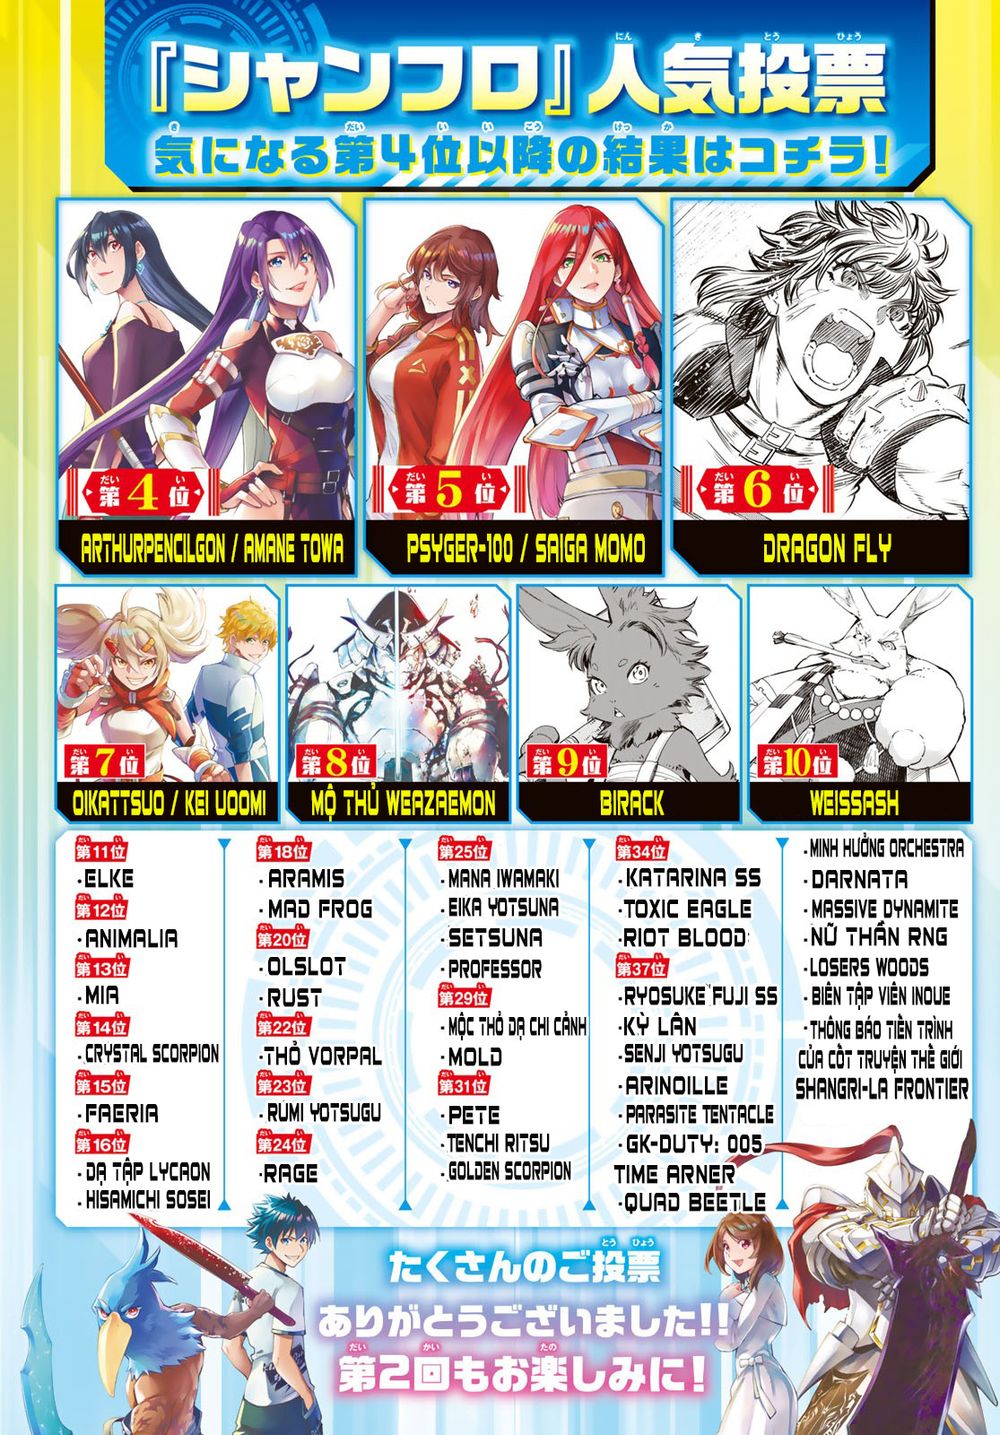 『シャンフロ』人気投票
気になる第4位以降の結果はコチラ!
第4位
ARTHURPENCILGON / AMANE TOWA
第5位
PSYGER-100 / SAIGA MOMO
第6位
DRAGON FLY
第7位
OIKATTSUO / KEI UOOMI
第8位
MỘ THỦ WEAZAEMON
第9位
BIRACK
第10位
WEISSASH
第11位
·ELKE
第12位
·ANIMALIA
第13位
·MIA
第14位
·CRYSTAL SCORPION
第15位
·FAERIA
第16位
·DẠ TẬP LYCAON
·HISAMICHI SOSEI
第18位
·ARAMIS
·MAD FROG
第20位
·OLSLOT
·RUST
第22位
·THỎ VORPAL
第23位
·RUMI YOTSUGU
第24位
·RAGE
第25位
·MANA IWAMAKI
·EIKA YOTSUNA
·SETSUNA
·PROFESSOR
第29位
·MỘC THỎ DẠ CHI CẢNH
·MOLD
第31位
·PETE
·TENCHI RITSU
·GOLDEN SCORPION
第34位
·KATARINA SS
·TOXIC EAGLE
·RIOT BLOOD
第37位
·RYOSUKE FUJI SS
·KỲ LÂN
·SENJI YOTSUGU
·ARINOILLE
·PARASITE TENTACLE
·GK-DUTY: 005
TIME ARNER
·QUAD BEETLE
·MINH HƯỞNG ORCHESTRA
·DARNATA
·MASSIVE DYNAMITE
·NỮ THẦN RNG
·LOSERS WOODS
·BIÊN TẬP VIÊN INOUE
·THÔNG BÁO TIẾN TRÌNH
CỦA CỐT TRUYỆN THẾ GIỚI
SHANGRI-LA FRONTIER
たくさんのご投票
ありがとうございました!!
第2回もお楽しみに!